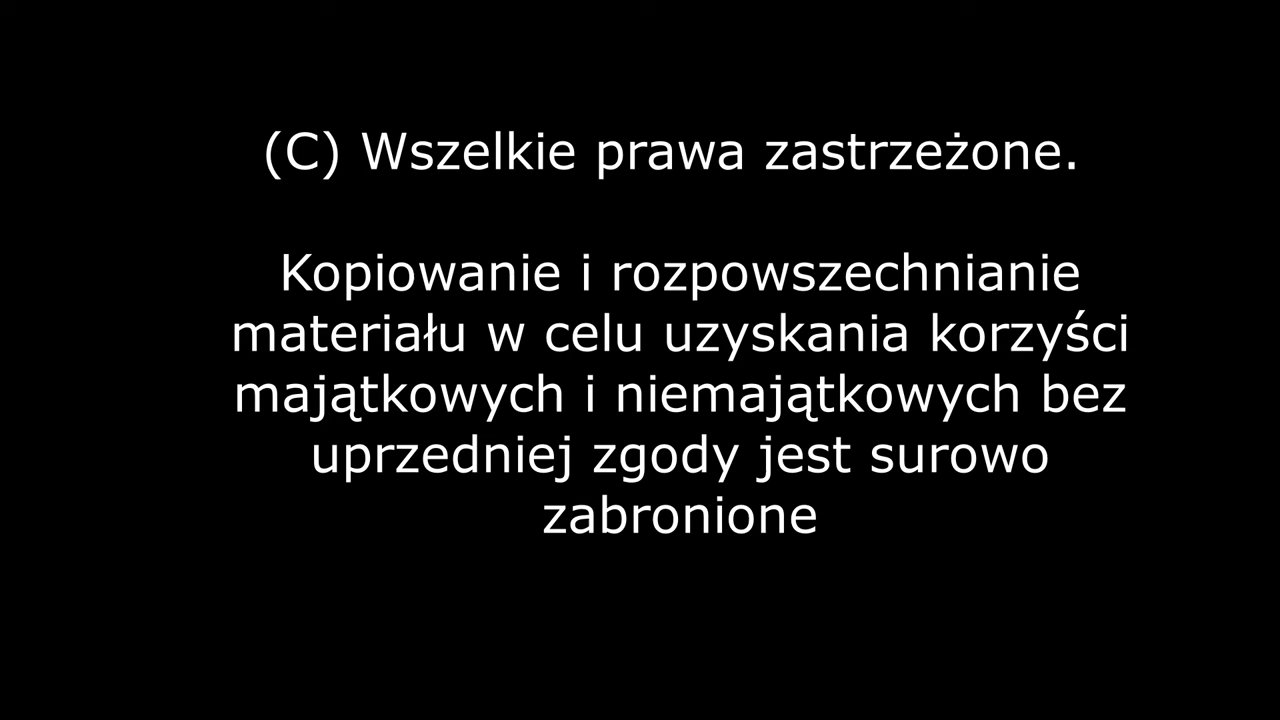 (C) Wszelkie prawa zastrzeżone.
Kopiowanie i rozpowszechnianie
materiału w celu uzyskania korzyści
majątkowych i niemajątkowych bez
uprzedniej zgody jest surowo
zabronione